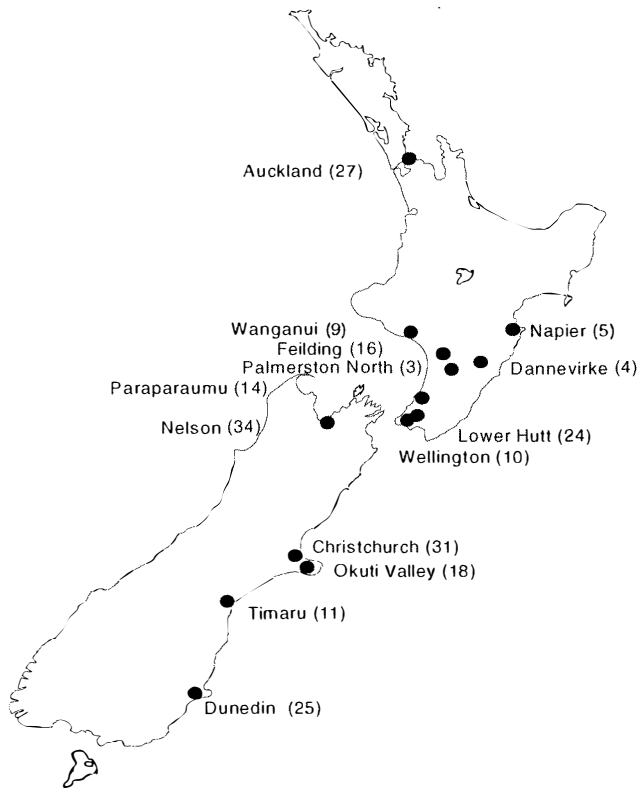 Auckland (27)
Wanganui (9)
Napier (5)
Feilding (16)
Palmerston North (3)
Dannevirke (4)
Paraparaumu (14)
Nelson (34)
Lower Hutt (24)
Wellington (10)
Christchurch (31)
Okuti Valley (18)
Timaru (11)
Dunedin (25)